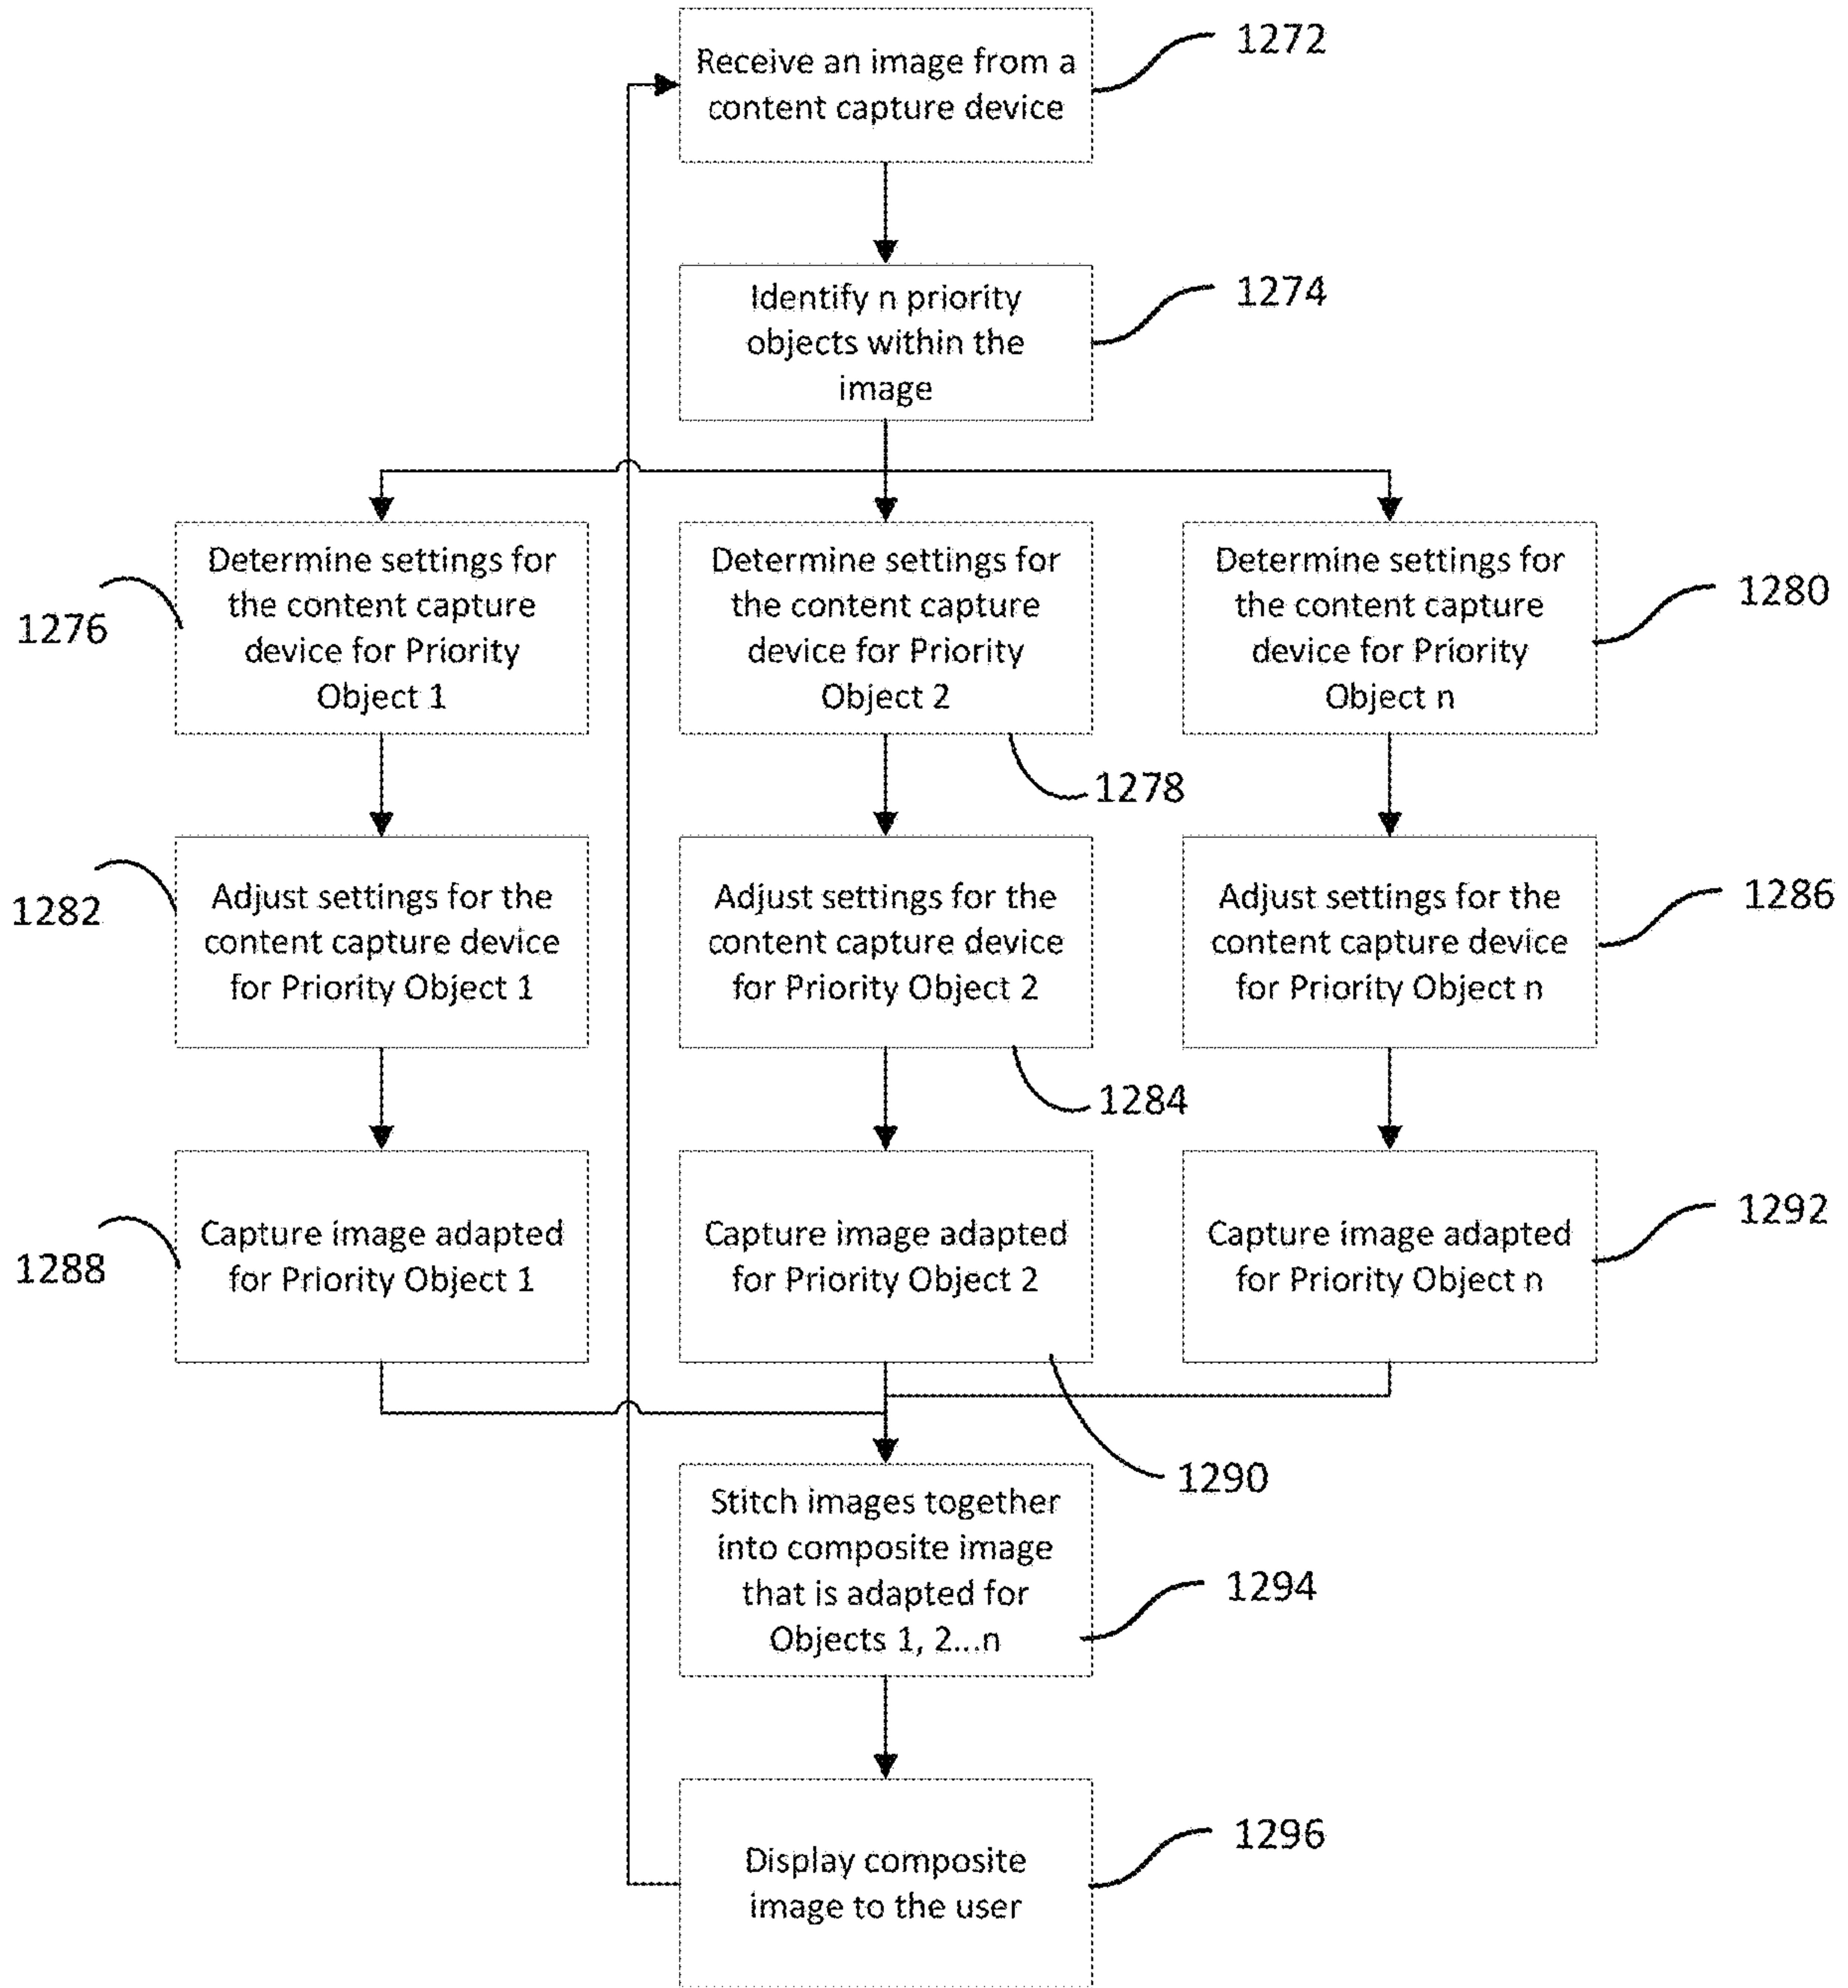 Receive an image from a
content capture device
1272
Identify n priority
objects within the
image
1274
Determine settings for
the content capture
device for Priority
Object 1
1276
Determine settings for
the content capture
device for Priority
Object 2
1278
Determine settings for
the content capture
device for Priority
Object n
1280
Adjust settings for the
content capture device
for Priority Object 1
1282
Adjust settings for the
content capture device
for Priority Object 2
1284
Adjust settings for the
content capture device
for Priority Object n
1286
Capture image adapted
for Priority Object 1
1288
Capture image adapted
for Priority Object 2
1290
Capture image adapted
for Priority Object n
1292
Stitch images together
into composite image
that is adapted for
Objects 1, 2...n
1294
Display composite
image to the user
1296